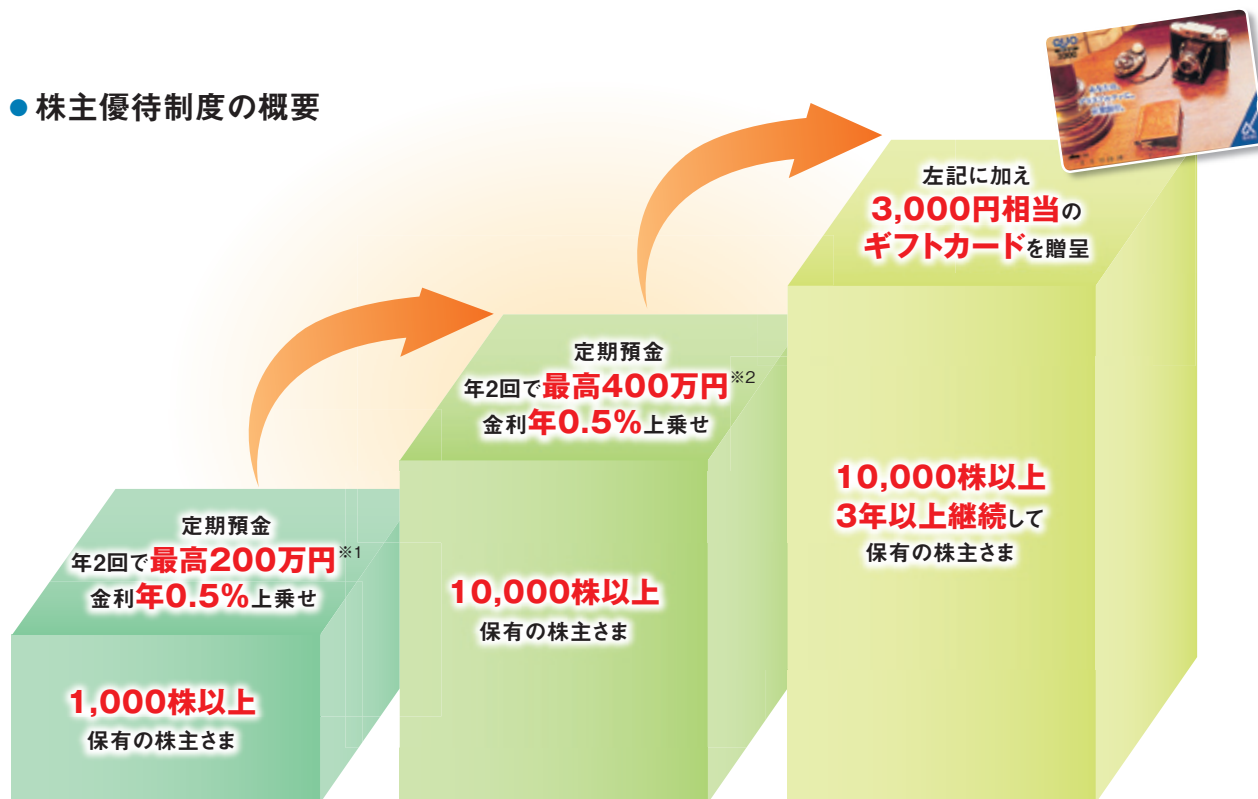 ● 株主優待制度の概要
QUO
左記に加え
3,000円相当の
ギフトカードを贈呈
定期預金
年2回で最高400万円※2
金利年0.5%上乗せ
10,000株以上
3年以上継続して
保有の株主さま
定期預金
年2回で最高200万円※1
金利年0.5%上乗せ
10,000株以上
保有の株主さま
1,000株以上
保有の株主さま